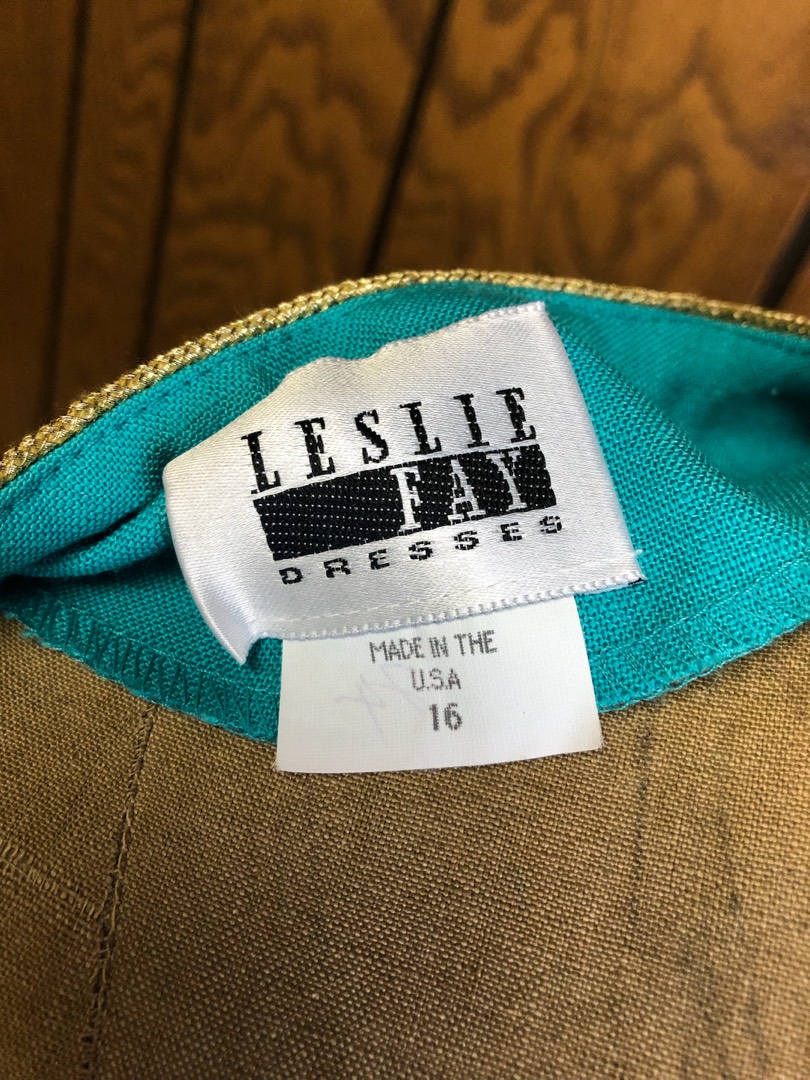 LESLIE
FAY
DRESSES
MADE IN THE
U.S.A
16